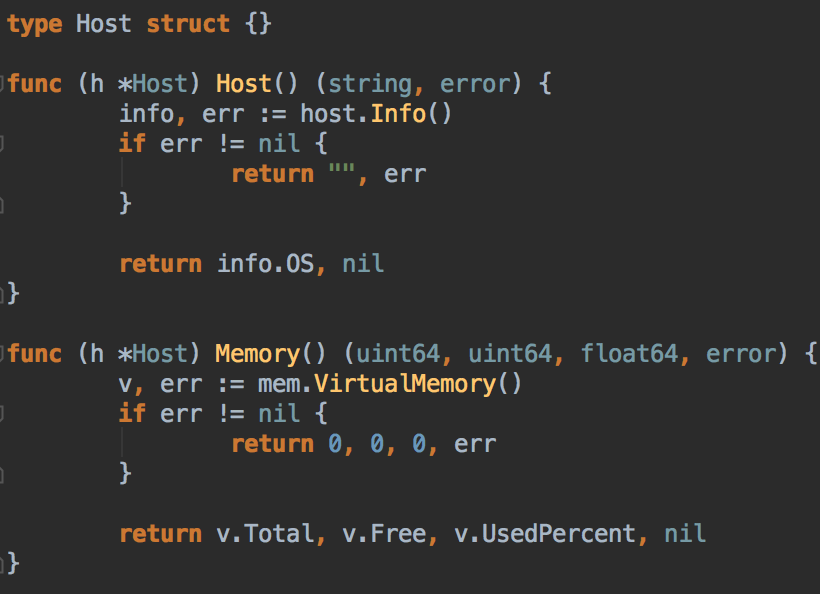 type Host struct {}
func (h *Host) Host() (string, error) {
info, err := host.Info()
if err != nil {
return "", err
}
return info.OS, nil
}
func (h *Host) Memory() (uint64, uint64, float64, error) {
v, err := mem.VirtualMemory()
if err != nil {
return 0, 0, 0, err
}
return v.Total, v.Free, v.UsedPercent, nil
}